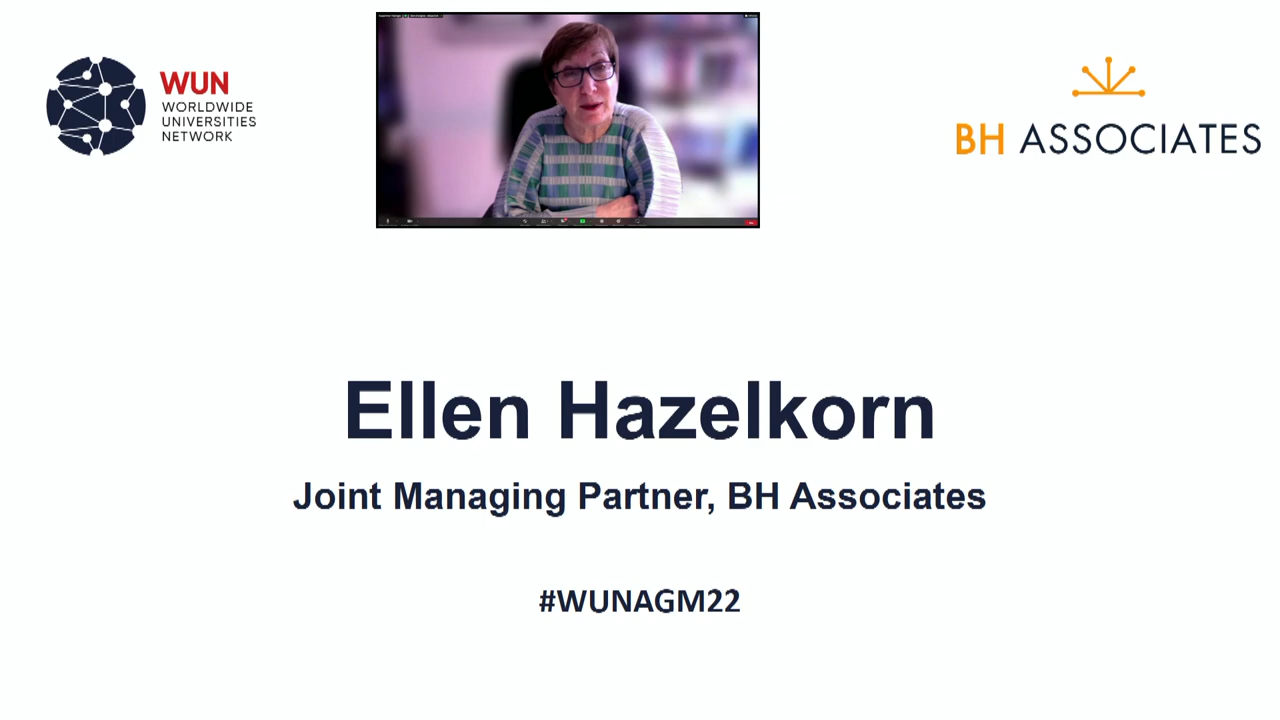 WUN
WORLDWIDE
UNIVERSITIES
NETWORK
BH ASSOCIATES
Ellen Hazelkorn
Joint Managing Partner, BH Associates
#WUNAGM22